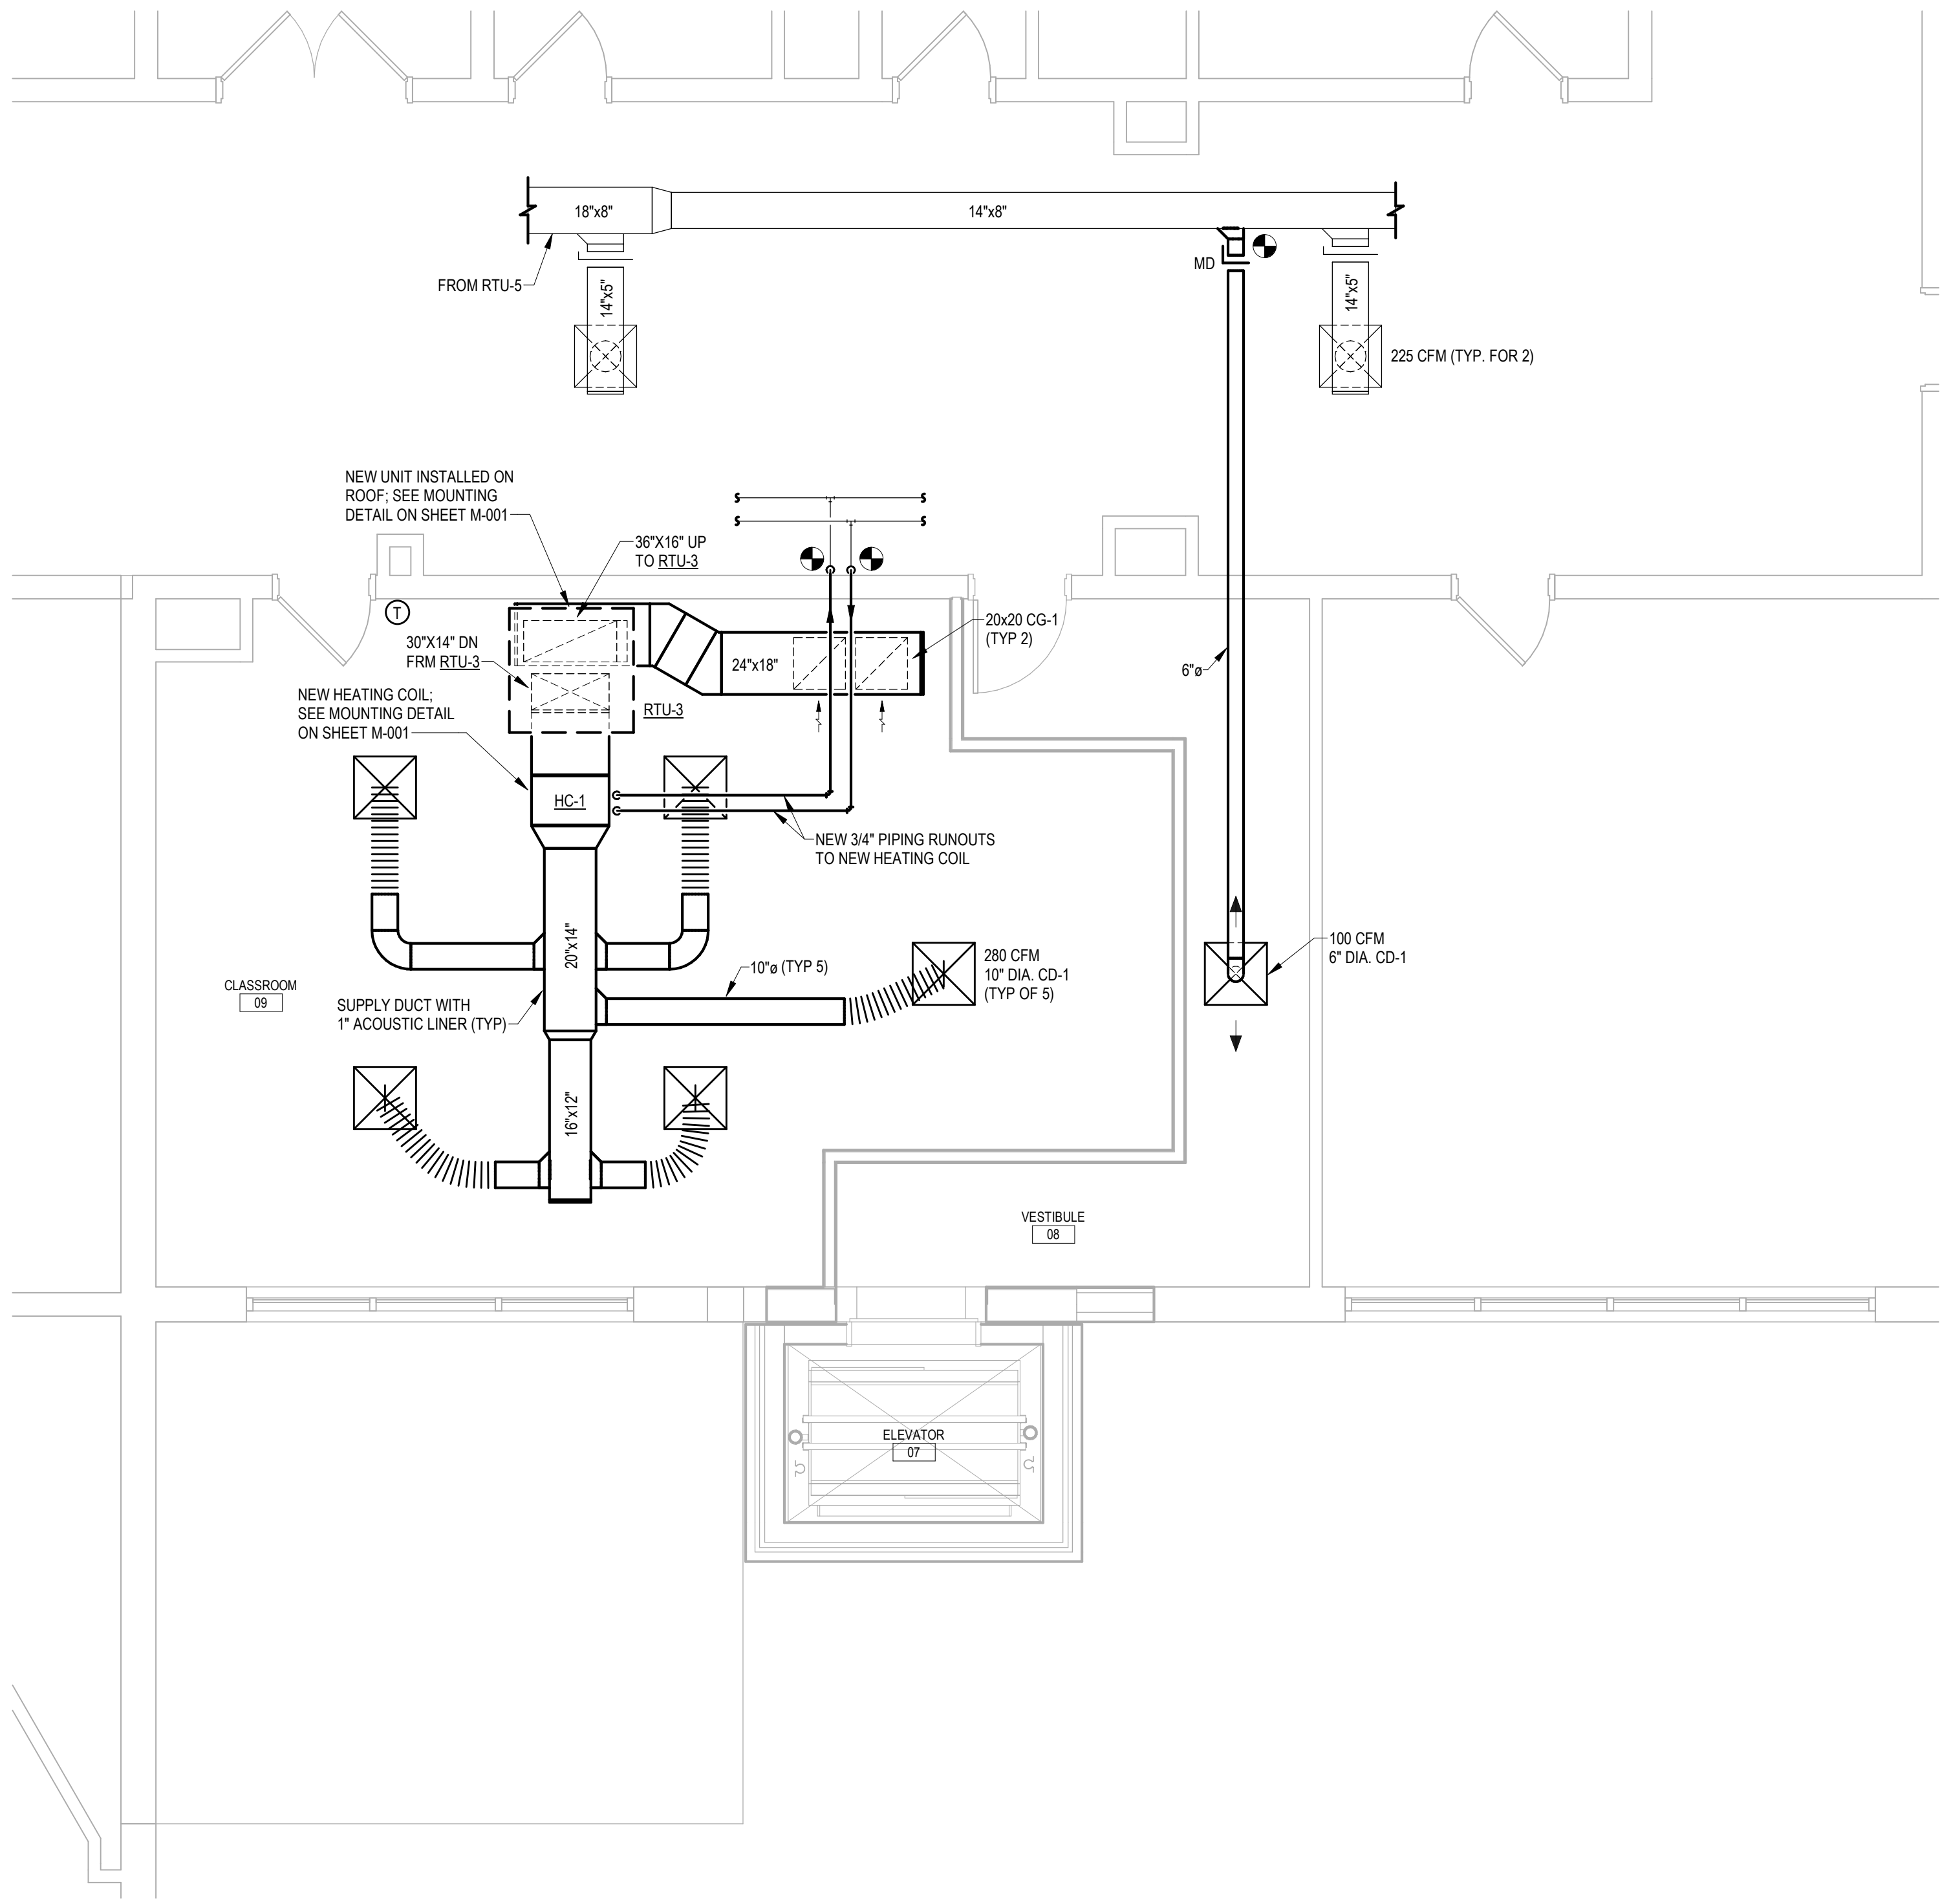 18"x8"
14"x8"
FROM RTU-5
MD
14"x5"
14"x5"
225 CFM (TYP. FOR 2)
NEW UNIT INSTALLED ON
ROOF; SEE MOUNTING
DETAIL ON SHEET M-001
36"X16" UP
TO RTU-3
T
30"X14" DN
FRM RTU-3
20x20 CG-1
(TYP 2)
24"x18"
6"ø
NEW HEATING COIL;
SEE MOUNTING DETAIL
ON SHEET M-001
RTU-3
HC-1
NEW 3/4" PIPING RUNOUTS
TO NEW HEATING COIL
20"x14"
10"ø (TYP 5)
280 CFM
10" DIA. CD-1
(TYP OF 5)
100 CFM
6" DIA. CD-1
CLASSROOM
09
SUPPLY DUCT WITH
1" ACOUSTIC LINER (TYP)
16"x12"
VESTIBULE
08
ELEVATOR
07